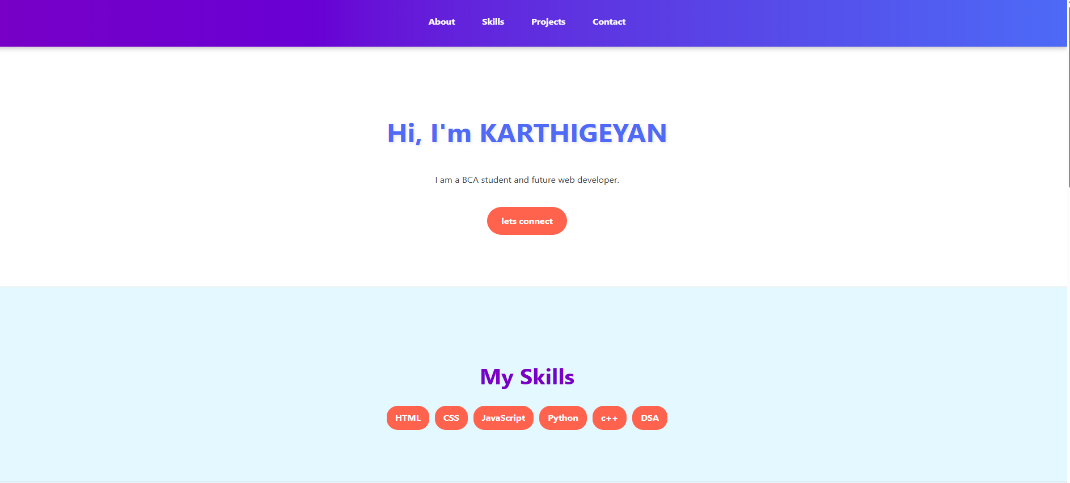 About Skills Projects Contact
Hi, I'm KARTHIGEYAN
I am a BCA student and future web developer.
lets connect
My Skills
HTML CSS JavaScript Python c++ DSA